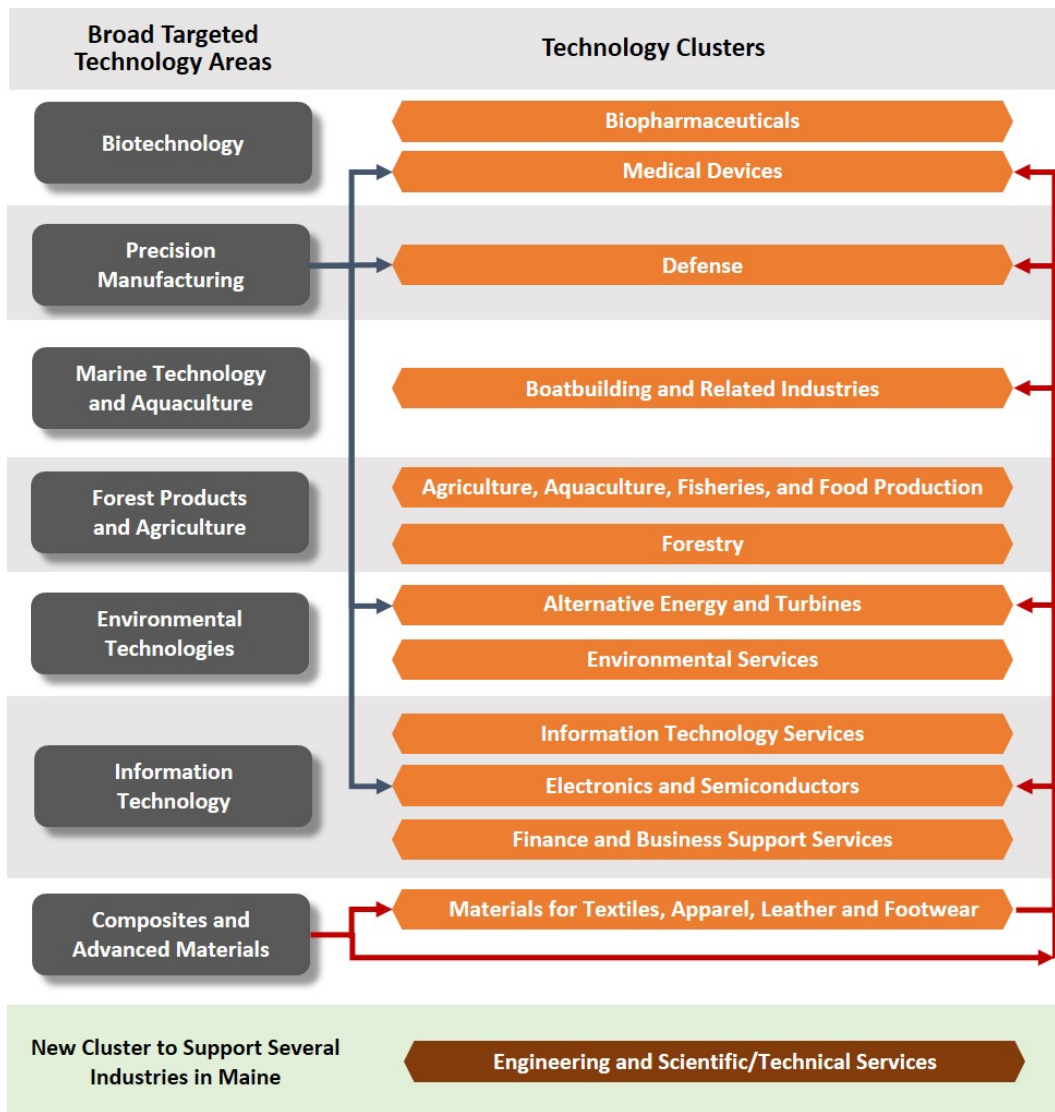 Broad Targeted
Technology Areas
Technology Clusters
Biotechnology
Biopharmaceuticals
Medical Devices
Precision
Manufacturing
Defense
Marine Technology
and Aquaculture
Boatbuilding and Related Industries
Forest Products
and Agriculture
Agriculture, Aquaculture, Fisheries, and Food Production
Forestry
Environmental
Technologies
Alternative Energy and Turbines
Environmental Services
Information
Technology
Information Technology Services
Electronics and Semiconductors
Finance and Business Support Services
Composites and
Advanced Materials
Materials for Textiles, Apparel, Leather and Footwear
New Cluster to Support Several
Industries in Maine
Engineering and Scientific/Technical Services